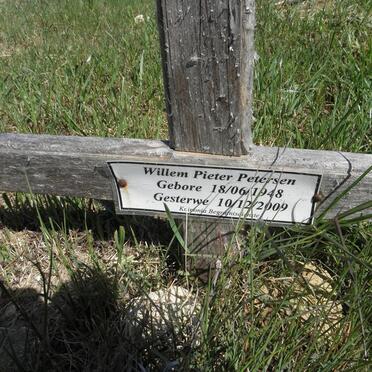 Willem Pieter Petersen
Gebore 18/06/1948
Gesterwe 10/12/2009